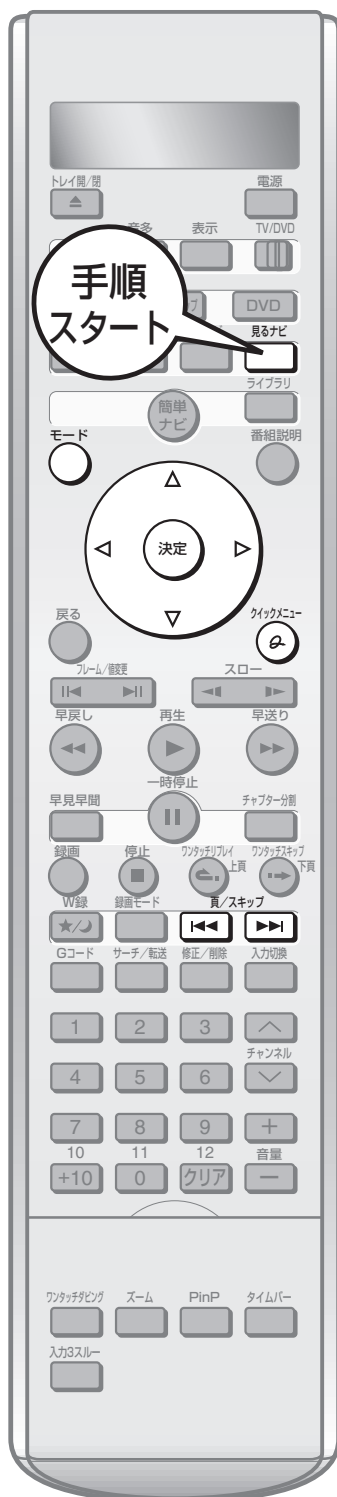 トレイ開/閉 電源
音多 表示 TV/DVD
手順
スタート
DVD
見るナビ
ライブラリ
簡単
ナビ
モード 番組説明
決定
戻る クイックメニュー
フレーム/値変更 スロー
早戻し 再生 早送り
一時停止
早見早聞 チャプター分割
録画 停止 ワンタッチリプレイ ワンタッチスキップ
上頁 下頁
W録 録画モード 頁/スキップ
Gコード サーチ/転送 修正/削除 入力切換
1 2 3
チャンネル
4 5 6
7 8 9 +
10 11 12 音量
+10 0 クリア −
ワンタッチダビング ズーム PinP タイムバー
入力3スルー